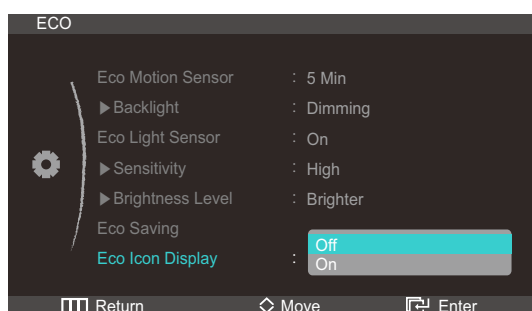 ECO
Eco Motion Sensor : 5 Min
▶Backlight : Dimming
Eco Light Sensor : On
▶Sensitivity : High
▶Brightness Level : Brighter
Eco Saving
Off
Eco Icon Display :
On
Return Move Enter